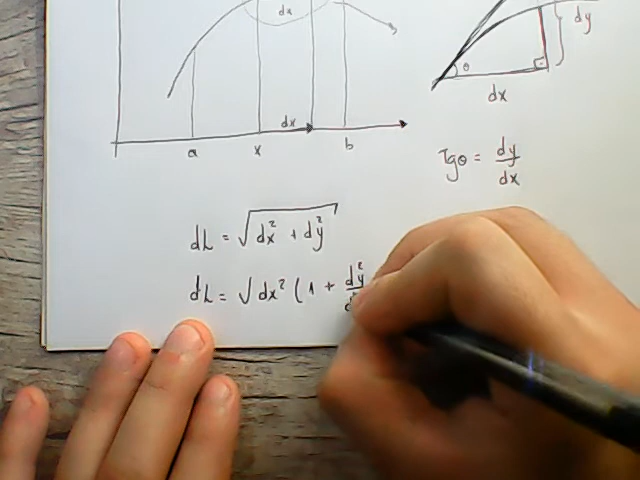 dx
dy
θ
dx
dx
a x b
Tgθ = dy/dx
dL = √dx² + dy²
dL = √dx² (1 + dy²